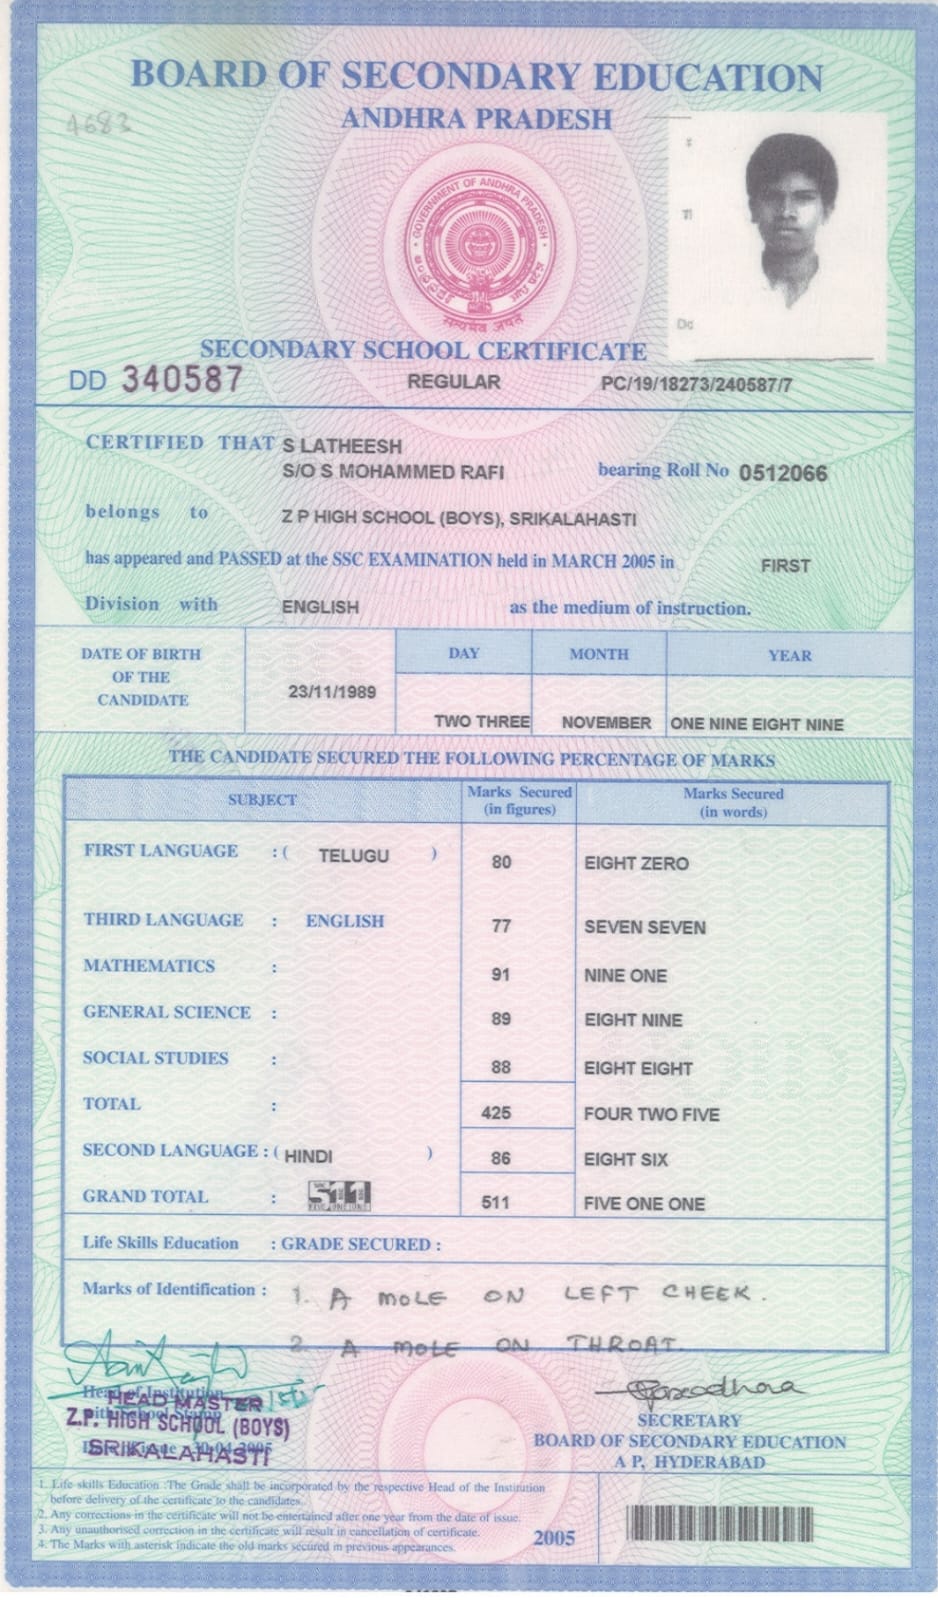 BOARD OF SECONDARY EDUCATION
ANDHRA PRADESH
4683
GOVERNMENT OF ANDHRA PRADESH
सत्यमेव जयते
SECONDARY SCHOOL CERTIFICATE
DD 340587 REGULAR PC/19/18273/240587/7
CERTIFIED THAT S LATHEESH
S/O S MOHAMMED RAFI bearing Roll No 0512066
belongs to Z P HIGH SCHOOL (BOYS), SRIKALAHASTI
has appeared and PASSED at the SSC EXAMINATION held in MARCH 2005 in FIRST
Division with ENGLISH as the medium of instruction.
DATE OF BIRTH OF THE CANDIDATE 23/11/1989
DAY MONTH YEAR
TWO THREE NOVEMBER ONE NINE EIGHT NINE
THE CANDIDATE SECURED THE FOLLOWING PERCENTAGE OF MARKS
SUBJECT Marks Secured (in figures) Marks Secured (in words)
FIRST LANGUAGE : ( TELUGU ) 80 EIGHT ZERO
THIRD LANGUAGE : ENGLISH 77 SEVEN SEVEN
MATHEMATICS : 91 NINE ONE
GENERAL SCIENCE : 89 EIGHT NINE
SOCIAL STUDIES : 88 EIGHT EIGHT
TOTAL : 425 FOUR TWO FIVE
SECOND LANGUAGE : ( HINDI ) 86 EIGHT SIX
GRAND TOTAL : 511 511 FIVE ONE ONE
Life Skills Education : GRADE SECURED :
Marks of Identification : 1. A MOLE ON LEFT CHEEK.
2. A MOLE ON THROAT.
Head of Institution
HEAD MASTER
Z.P. HIGH SCHOOL (BOYS)
SRIKALAHASTI
SECRETARY
BOARD OF SECONDARY EDUCATION
A P, HYDERABAD
1. Life skills Education :The Grade shall be incorporated by the respective Head of the Institution
before delivery of the certificate to the candidates.
2. Any corrections in the certificate will not be entertained after one year from the date of issue.
3. Any unauthorised correction in the certificate will result in cancellation of certificate.
4. The Marks with asterisk indicate the old marks secured in previous appearances.
2005